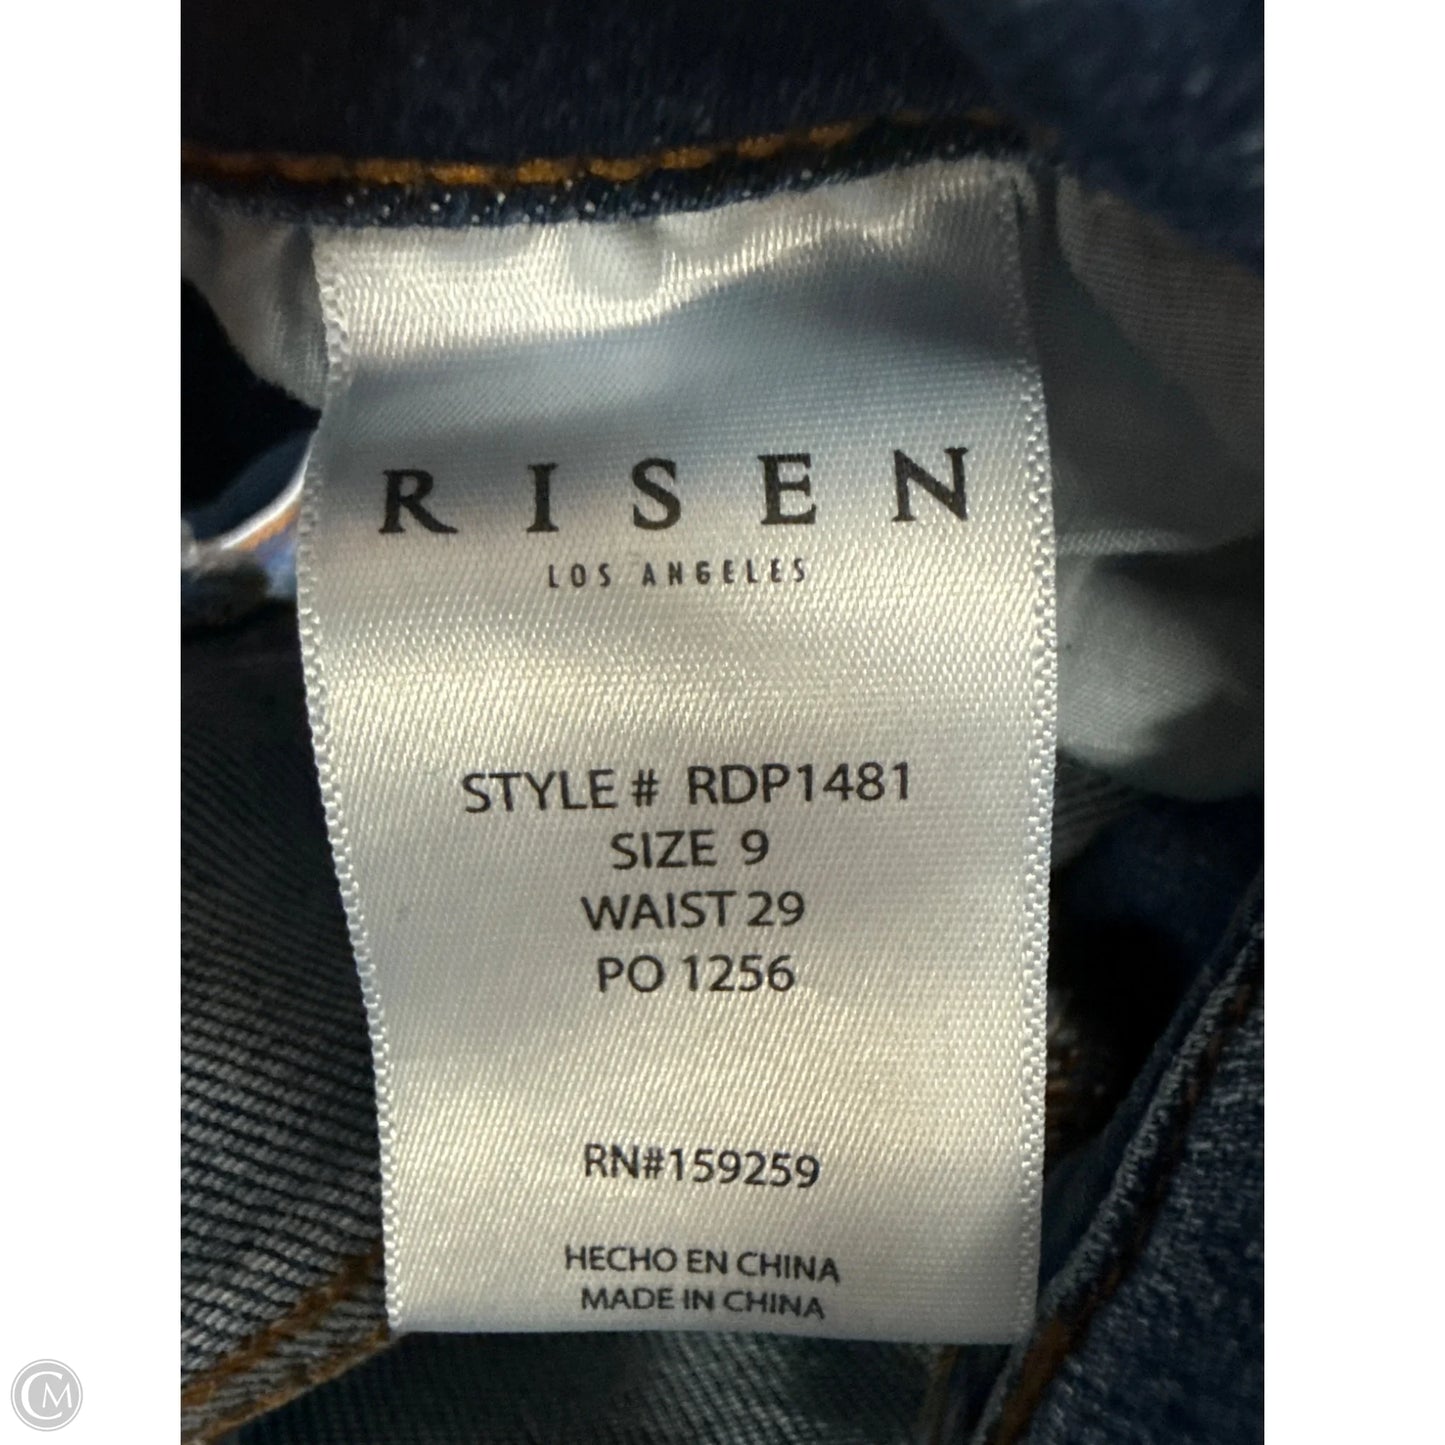 RISEN
LOS ANGELES
STYLE # RDP1481
SIZE 9
WAIST 29
PO 1256
RN#159259
HECHO EN CHINA
MADE IN CHINA
CM